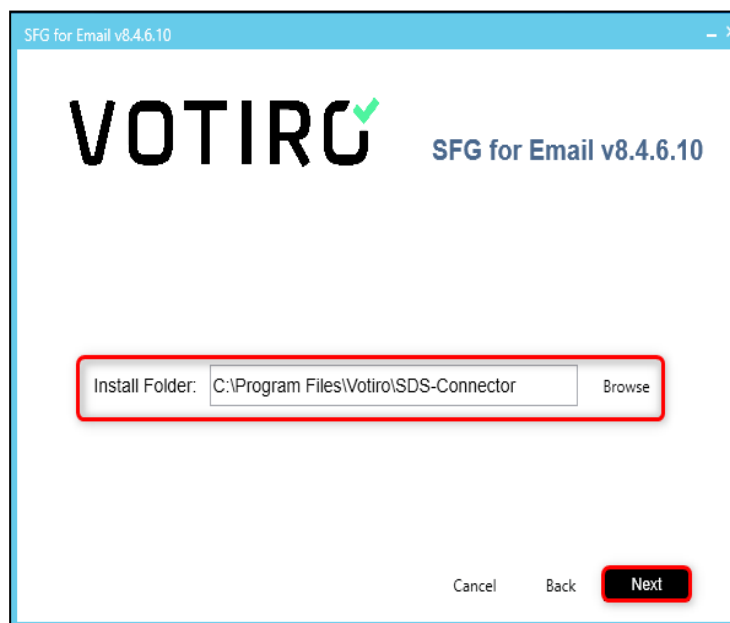 SFG for Email v8.4.6.10
VOTIRO
SFG for Email v8.4.6.10
Install Folder: C:\Program Files\Votiro\SDS-Connector Browse
Cancel Back Next